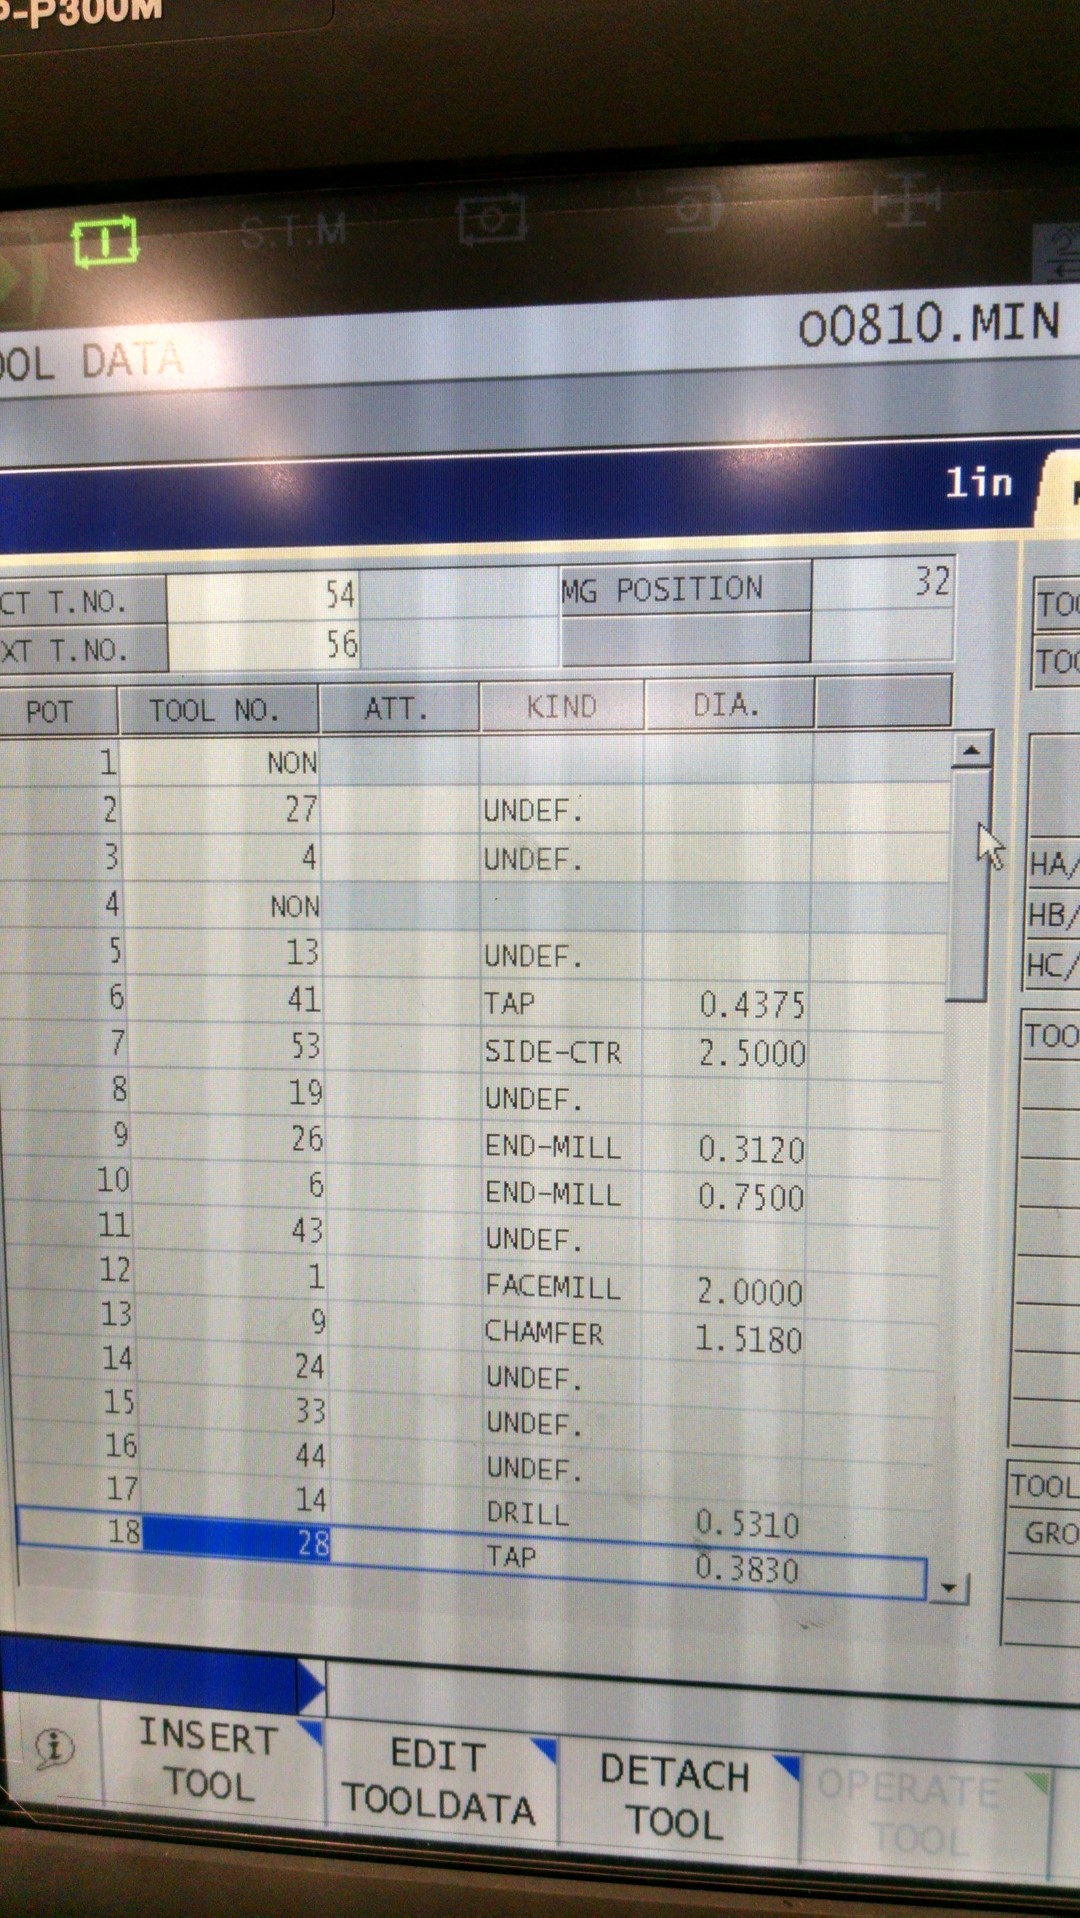 P-P300M
S.T.M
OOL DATA
O0810.MIN
1in
CT T.NO. 54 MG POSITION 32
XT T.NO. 56
TOO
TOO
POT TOOL NO. ATT. KIND DIA.
1 NON
2 27 UNDEF.
3 4 UNDEF.
4 NON
5 13 UNDEF.
6 41 TAP 0.4375
7 53 SIDE-CTR 2.5000
8 19 UNDEF.
9 26 END-MILL 0.3120
10 6 END-MILL 0.7500
11 43 UNDEF.
12 1 FACEMILL 2.0000
13 9 CHAMFER 1.5180
14 24 UNDEF.
15 33 UNDEF.
16 44 UNDEF.
17 14 DRILL 0.5310
18 28 TAP 0.3830
HA/
HB/
HC/
TOO
TOOL
GRO
INSERT
TOOL
EDIT
TOOLDATA
DETACH
TOOL
OPERATE
TOOL